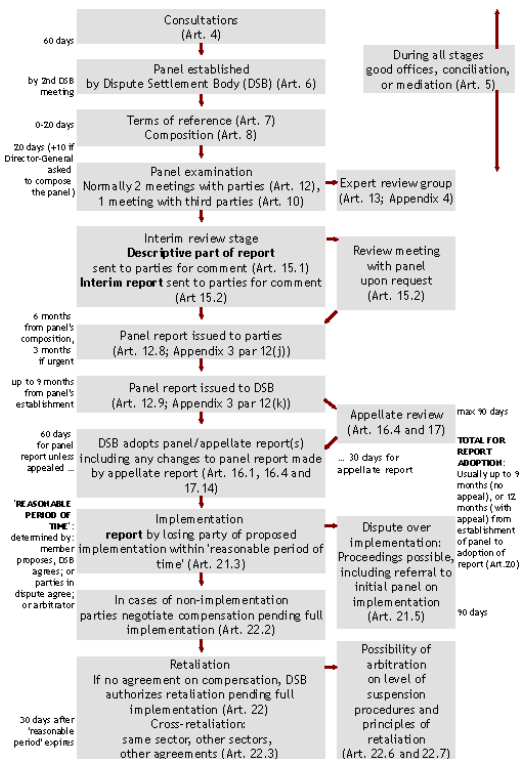 Consultations
(Art. 4)
60 days
During all stages
good offices, conciliation,
or mediation (Art. 5)
by 2nd DSB
meeting
Panel established
by Dispute Settlement Body (DSB) (Art. 6)
0-20 days
Terms of reference (Art. 7)
Composition (Art. 8)
20 days (+10 if
Director-General
asked
to compose
the panel)
Panel examination
Normally 2 meetings with parties (Art. 12),
1 meeting with third parties (Art. 10)
Expert review group
(Art. 13; Appendix 4)
Interim review stage
Descriptive part of report
sent to parties for comment (Art. 15.1)
Interim report sent to parties for comment
(Art 15.2)
Review meeting
with panel
upon request
(Art. 15.2)
6 months
from panel's
composition,
3 months
if urgent
Panel report issued to parties
(Art. 12.8; Appendix 3 par 12(j))
up to 9 months
from panel's
establishment
Panel report issued to DSB
(Art. 12.9; Appendix 3 par 12(k))
Appellate review
(Art. 16.4 and 17)
max 90 days
60 days
for panel
report unless
appealed ...
DSB adopts panel/appellate report(s)
including any changes to panel report made
by appellate report (Art. 16.1, 16.4 and
17.14)
... 30 days for
appellate report
TOTAL FOR
REPORT
ADOPTION:
Usually up to 9
months (no
appeal), or 12
months (with
appeal) from
establishment
of panel to
adoption of
report (Art.20)
'REASONABLE
PERIOD OF
TIME':
determined by:
member
proposes, DSB
agrees; or
parties in
dispute agree;
or arbitrator
Implementation
report by losing party of proposed
implementation within 'reasonable period of
time' (Art. 21.3)
Dispute over
implementation:
Proceedings possible,
including referral to
initial panel on
implementation
(Art. 21.5)
90 days
In cases of non-implementation
parties negotiate compensation pending full
implementation (Art. 22.2)
Retaliation
If no agreement on compensation, DSB
authorizes retaliation pending full
implementation (Art. 22)
Cross-retaliation:
same sector, other sectors,
other agreements (Art. 22.3)
30 days after
'reasonable
period' expires
Possibility of
arbitration
on level of
suspension
procedures and
principles of
retaliation
(Art. 22.6 and 22.7)